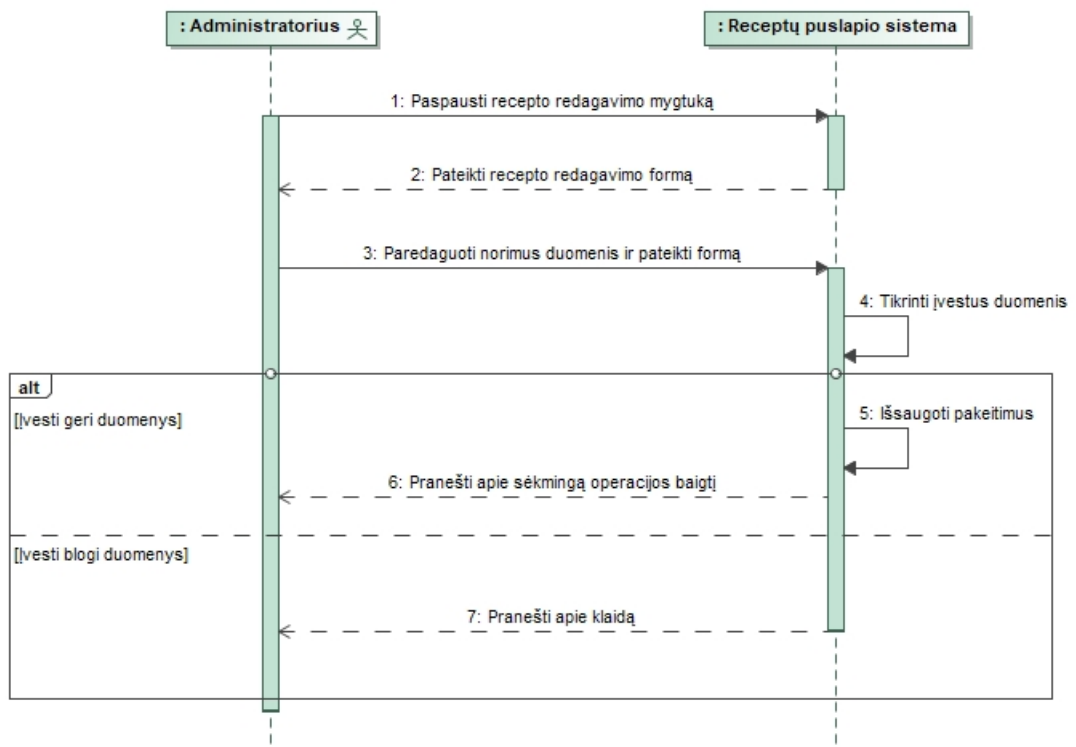 : Administratorius
: Receptų puslapio sistema
1: Paspausti recepto redagavimo mygtuką
2: Pateikti recepto redagavimo formą
3: Paredaguoti norimus duomenis ir pateikti formą
4: Tikrinti įvestus duomenis
alt
[Įvesti geri duomenys]
5: Išsaugoti pakeitimus
6: Pranešti apie sėkmingą operacijos baigtį
[Įvesti blogi duomenys]
7: Pranešti apie klaidą